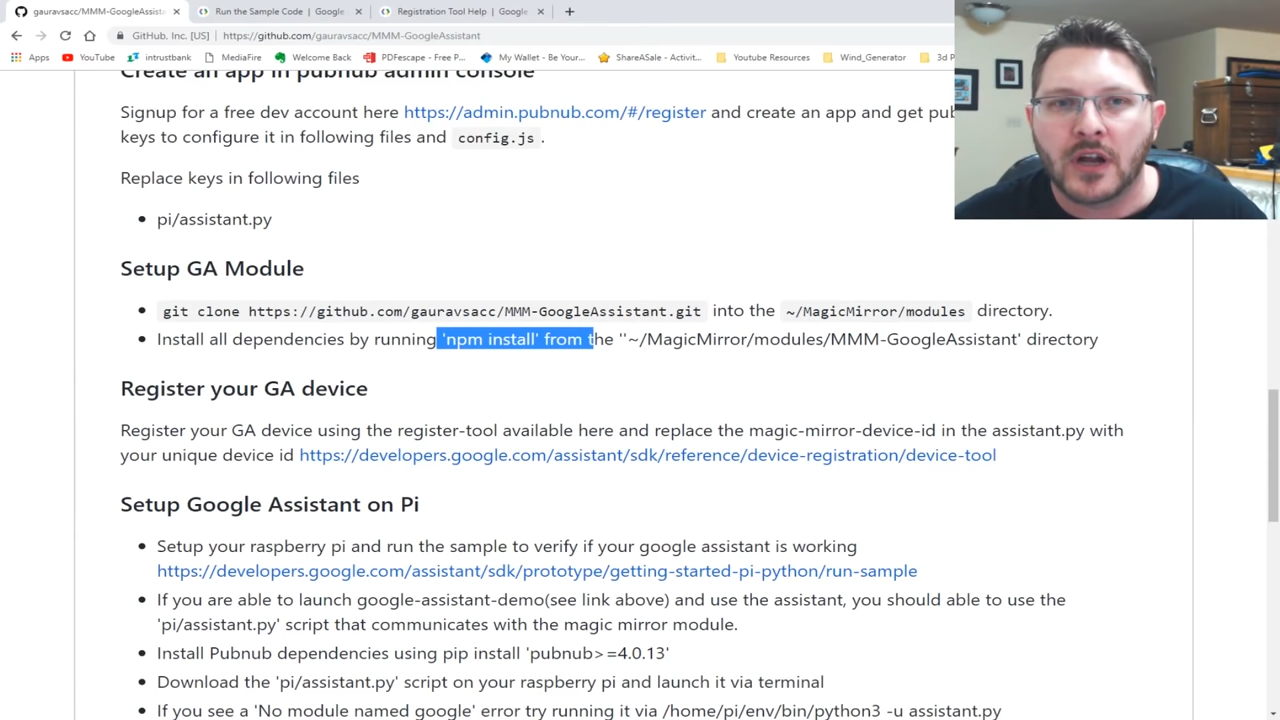 gauravsacc/MMM-GoogleAssista
Run the Sample Code | Google
Registration Tool Help | Google
GitHub, Inc. [US] | https://github.com/gauravsacc/MMM-GoogleAssistant
Apps YouTube intrustbank MediaFire Welcome Back PDFescape - Free P... My Wallet - Be Your... ShareASale - Activit... Youtube Resources Wind_Generator 3d P
Create an app in pubnub admin console
Signup for a free dev account here https://admin.pubnub.com/#/register and create an app and get pu
keys to configure it in following files and config.js.
Replace keys in following files
• pi/assistant.py
Setup GA Module
• git clone https://github.com/gauravsacc/MMM-GoogleAssistant.git into the ~/MagicMirror/modules directory.
• Install all dependencies by running 'npm install' from the ''~/MagicMirror/modules/MMM-GoogleAssistant' directory
Register your GA device
Register your GA device using the register-tool available here and replace the magic-mirror-device-id in the assistant.py with
your unique device id https://developers.google.com/assistant/sdk/reference/device-registration/device-tool
Setup Google Assistant on Pi
• Setup your raspberry pi and run the sample to verify if your google assistant is working
https://developers.google.com/assistant/sdk/prototype/getting-started-pi-python/run-sample
• If you are able to launch google-assistant-demo(see link above) and use the assistant, you should able to use the
'pi/assistant.py' script that communicates with the magic mirror module.
• Install Pubnub dependencies using pip install 'pubnub>=4.0.13'
• Download the 'pi/assistant.py' script on your raspberry pi and launch it via terminal
• If you see a 'No module named google' error try running it via /home/pi/env/bin/python3 -u assistant.py